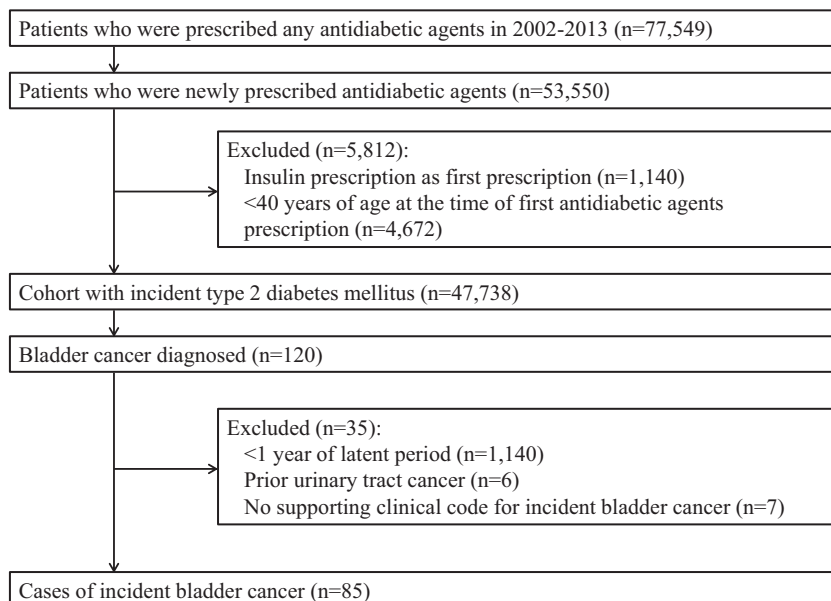 Patients who were prescribed any antidiabetic agents in 2002-2013 (n=77,549)
Patients who were newly prescribed antidiabetic agents (n=53,550)
Excluded (n=5,812):
Insulin prescription as first prescription (n=1,140)
<40 years of age at the time of first antidiabetic agents
prescription (n=4,672)
Cohort with incident type 2 diabetes mellitus (n=47,738)
Bladder cancer diagnosed (n=120)
Excluded (n=35):
<1 year of latent period (n=1,140)
Prior urinary tract cancer (n=6)
No supporting clinical code for incident bladder cancer (n=7)
Cases of incident bladder cancer (n=85)